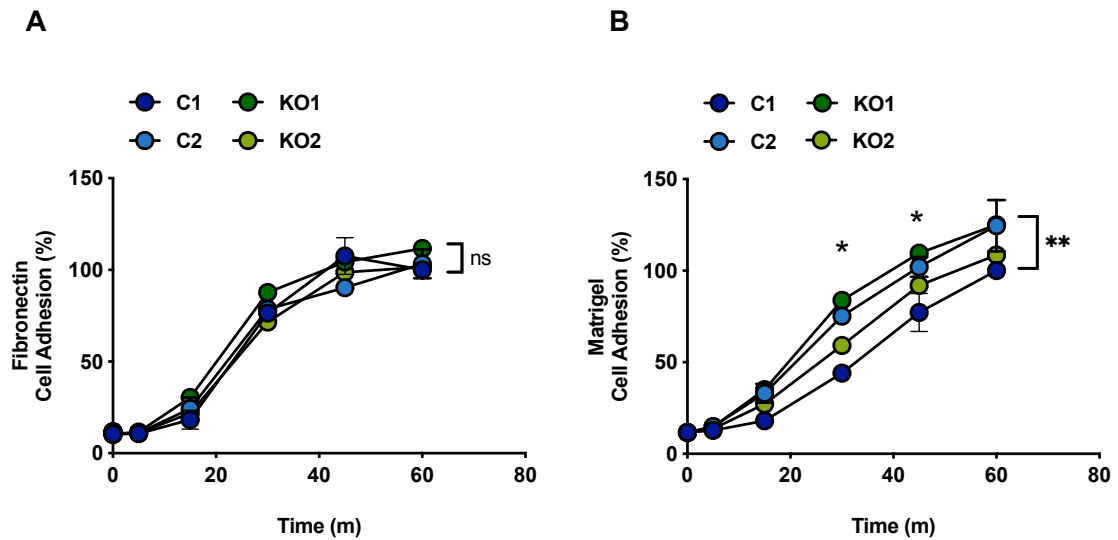 A
C1
KO1
C2
KO2
150
100
50
0
0 20 40 60 80
Fibronectin
Cell Adhesion (%)
Time (m)
ns
B
C1
KO1
C2
KO2
150
100
50
0
0 20 40 60 80
Matrigel
Cell Adhesion (%)
Time (m)
*
*
**